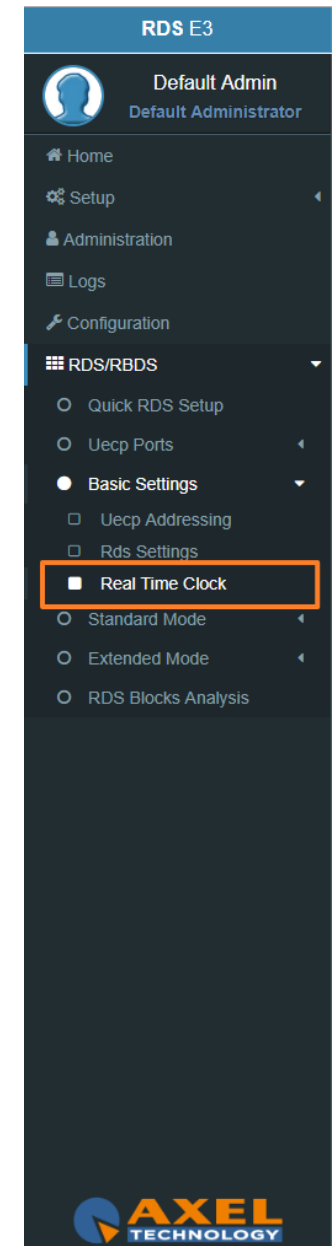 RDS E3
Default Admin
Default Administrator
Home
Setup
Administration
Logs
Configuration
RDS/RBDS
Quick RDS Setup
Uecp Ports
Basic Settings
Uecp Addressing
Rds Settings
Real Time Clock
Standard Mode
Extended Mode
RDS Blocks Analysis
AXEL
TECHNOLOGY